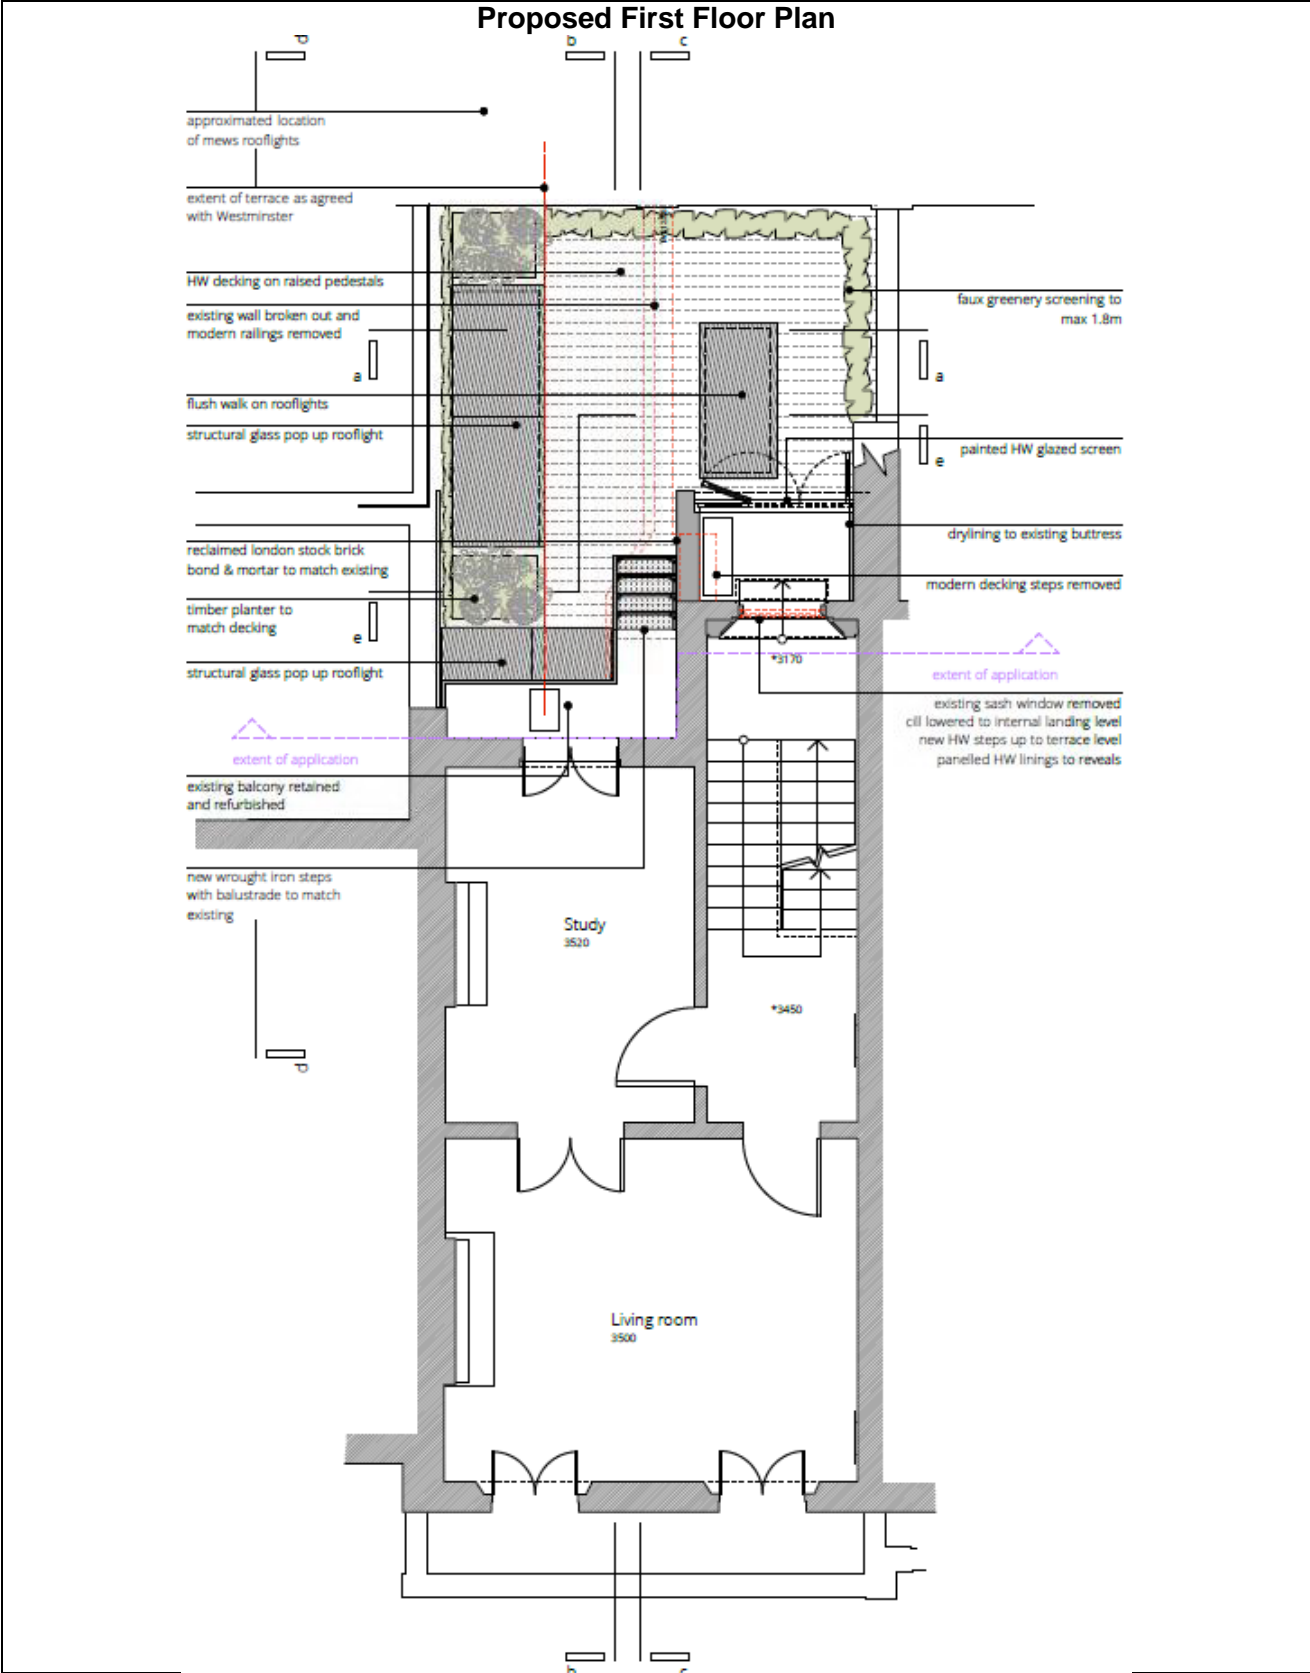 Proposed First Floor Plan
d
b
c
approximated location
of mews rooflights
extent of terrace as agreed
with Westminster
HW decking on raised pedestals
existing wall broken out and
modern railings removed
a
flush walk on rooflights
structural glass pop up rooflight
reclaimed london stock brick
bond & mortar to match existing
timber planter to
match decking
e
structural glass pop up rooflight
extent of application
existing balcony retained
and refurbished
new wrought iron steps
with balustrade to match
existing
faux greenery screening to
max 1.8m
a
painted HW glazed screen
e
drylining to existing buttress
modern decking steps removed
*3170
extent of application
existing sash window removed
cill lowered to internal landing level
new HW steps up to terrace level
panelled HW linings to reveals
Study
3520
*3450
d
Living room
3500
b
c